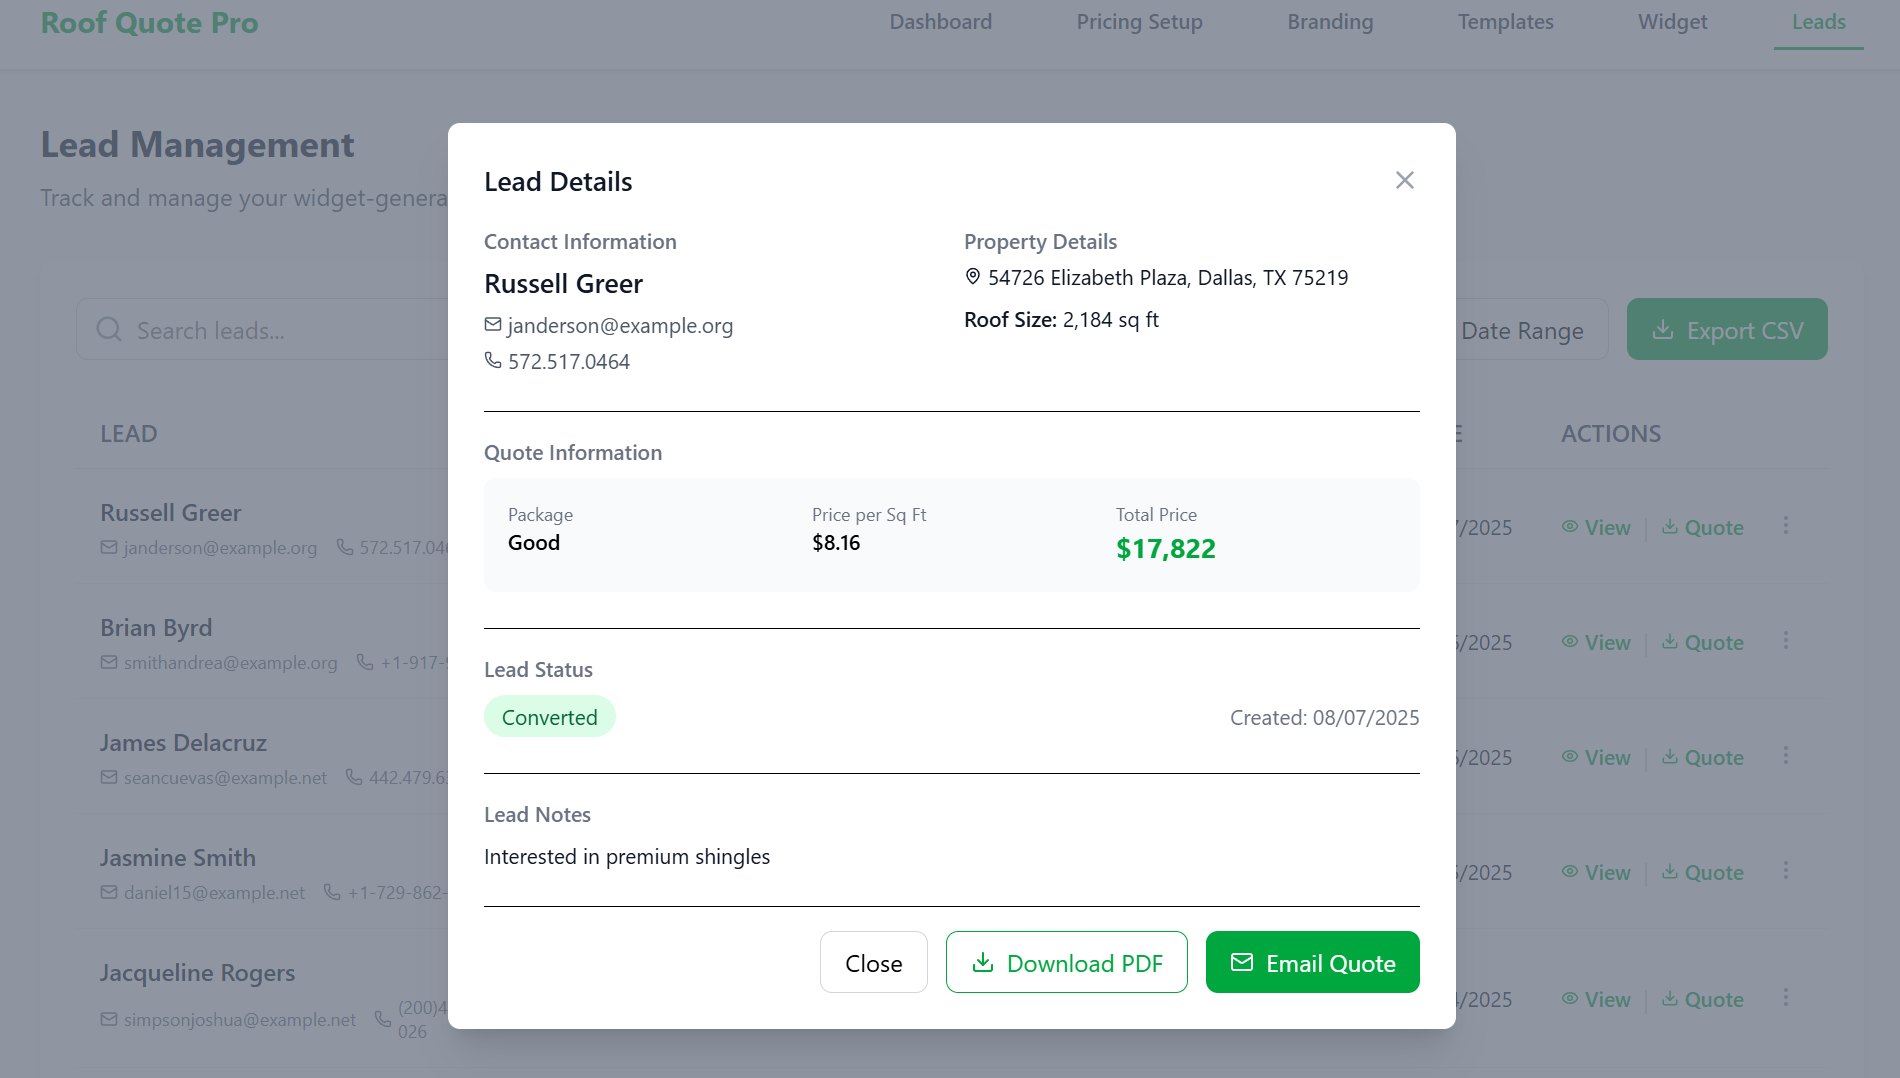 Roof Quote Pro
Dashboard
Pricing Setup
Branding
Templates
Widget
Leads
Lead Management
Track and manage your widget-genera
Search leads...
Date Range
Export CSV
LEAD
ACTIONS
Russell Greer
janderson@example.org 572.517.04
/2025 View Quote
Brian Byrd
smithandrea@example.org +1-917-
/2025 View Quote
James Delacruz
seancuevas@example.net 442.479.6
/2025 View Quote
Jasmine Smith
daniel15@example.net +1-729-862-
/2025 View Quote
Jacqueline Rogers
simpsonjoshua@example.net (200)4
026
/2025 View Quote
Lead Details
Contact Information
Russell Greer
janderson@example.org
572.517.0464
Property Details
54726 Elizabeth Plaza, Dallas, TX 75219
Roof Size: 2,184 sq ft
Quote Information
Package
Good
Price per Sq Ft
$8.16
Total Price
$17,822
Lead Status
Converted
Created: 08/07/2025
Lead Notes
Interested in premium shingles
Close
Download PDF
Email Quote